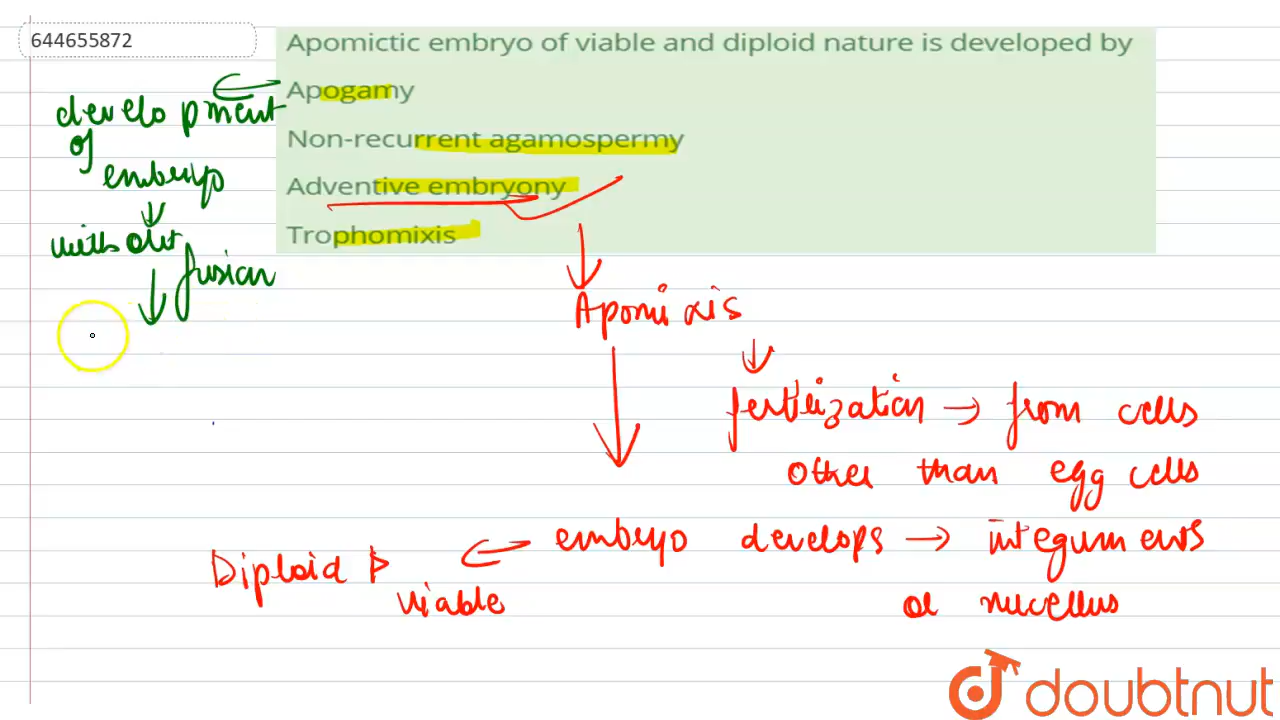 644655872
Apomictic embryo of viable and diploid nature is developed by
Apogamy
Non-recurrent agamospermy
Adventive embryony
Trophomixis
development
of
embryo
without
fusion
Apomixis
fertilization → from cells
other than egg cells
embryo develops → integuments
or nucellus
Diploid &
viable
doubtnut